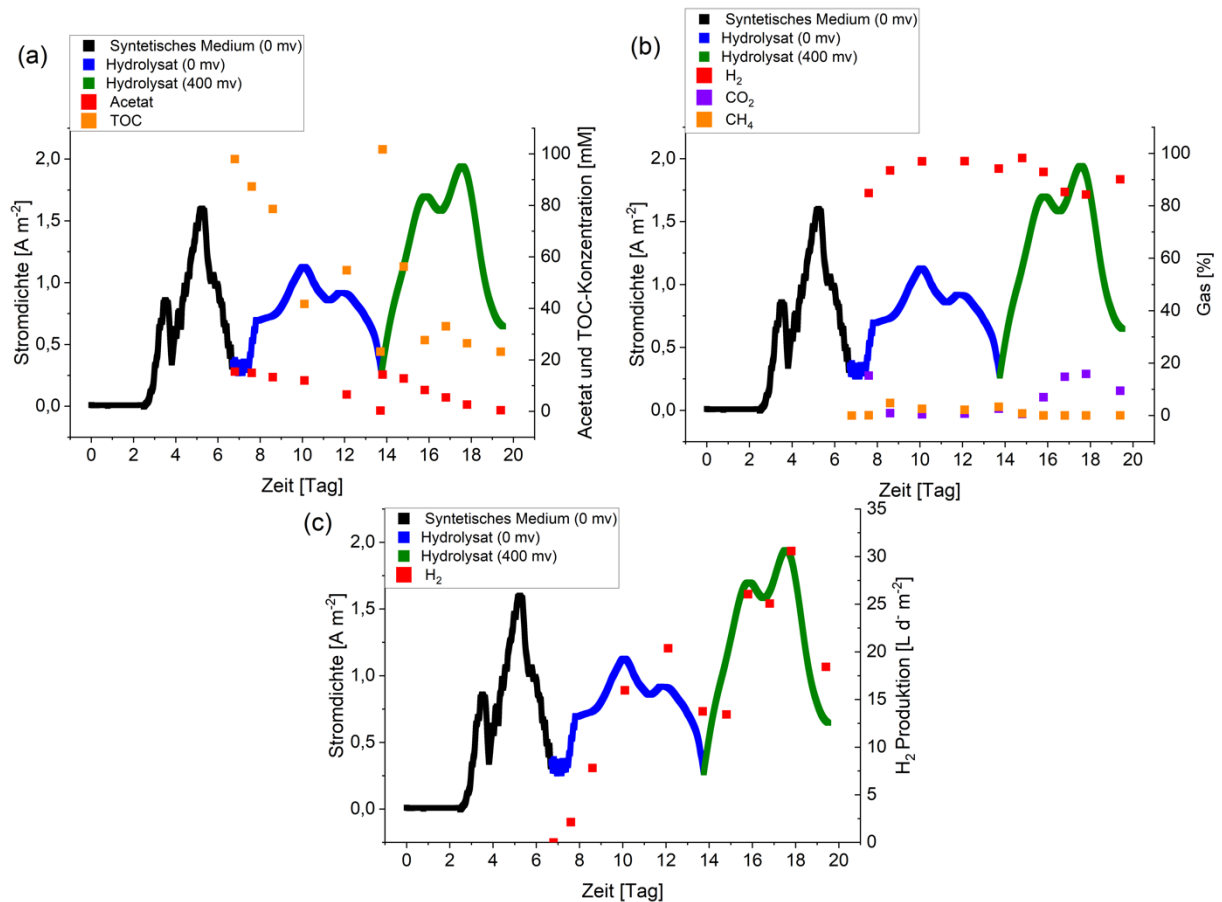 (a)
Syntetisches Medium (0 mv)
Hydrolysat (0 mv)
Hydrolysat (400 mv)
Acetat
TOC
2,0
1,5
1,0
0,5
0,0
Stromdichte [A m⁻²]
100
80
60
40
20
0
Acetat und TOC-Konzentration [mM]
0 2 4 6 8 10 12 14 16 18 20
Zeit [Tag]
(b)
Syntetisches Medium (0 mv)
Hydrolysat (0 mv)
Hydrolysat (400 mv)
H₂
CO₂
CH₄
2,0
1,5
1,0
0,5
0,0
Stromdichte [A m⁻²]
100
80
60
40
20
0
Gas [%]
0 2 4 6 8 10 12 14 16 18 20
Zeit [Tag]
(c)
Syntetisches Medium (0 mv)
Hydrolysat (0 mv)
Hydrolysat (400 mv)
H₂
2,0
1,5
1,0
0,5
0,0
Stromdichte [A m⁻²]
35
30
25
20
15
10
5
0
H₂ Produktion [L d⁻ m⁻²]
0 2 4 6 8 10 12 14 16 18 20
Zeit [Tag]